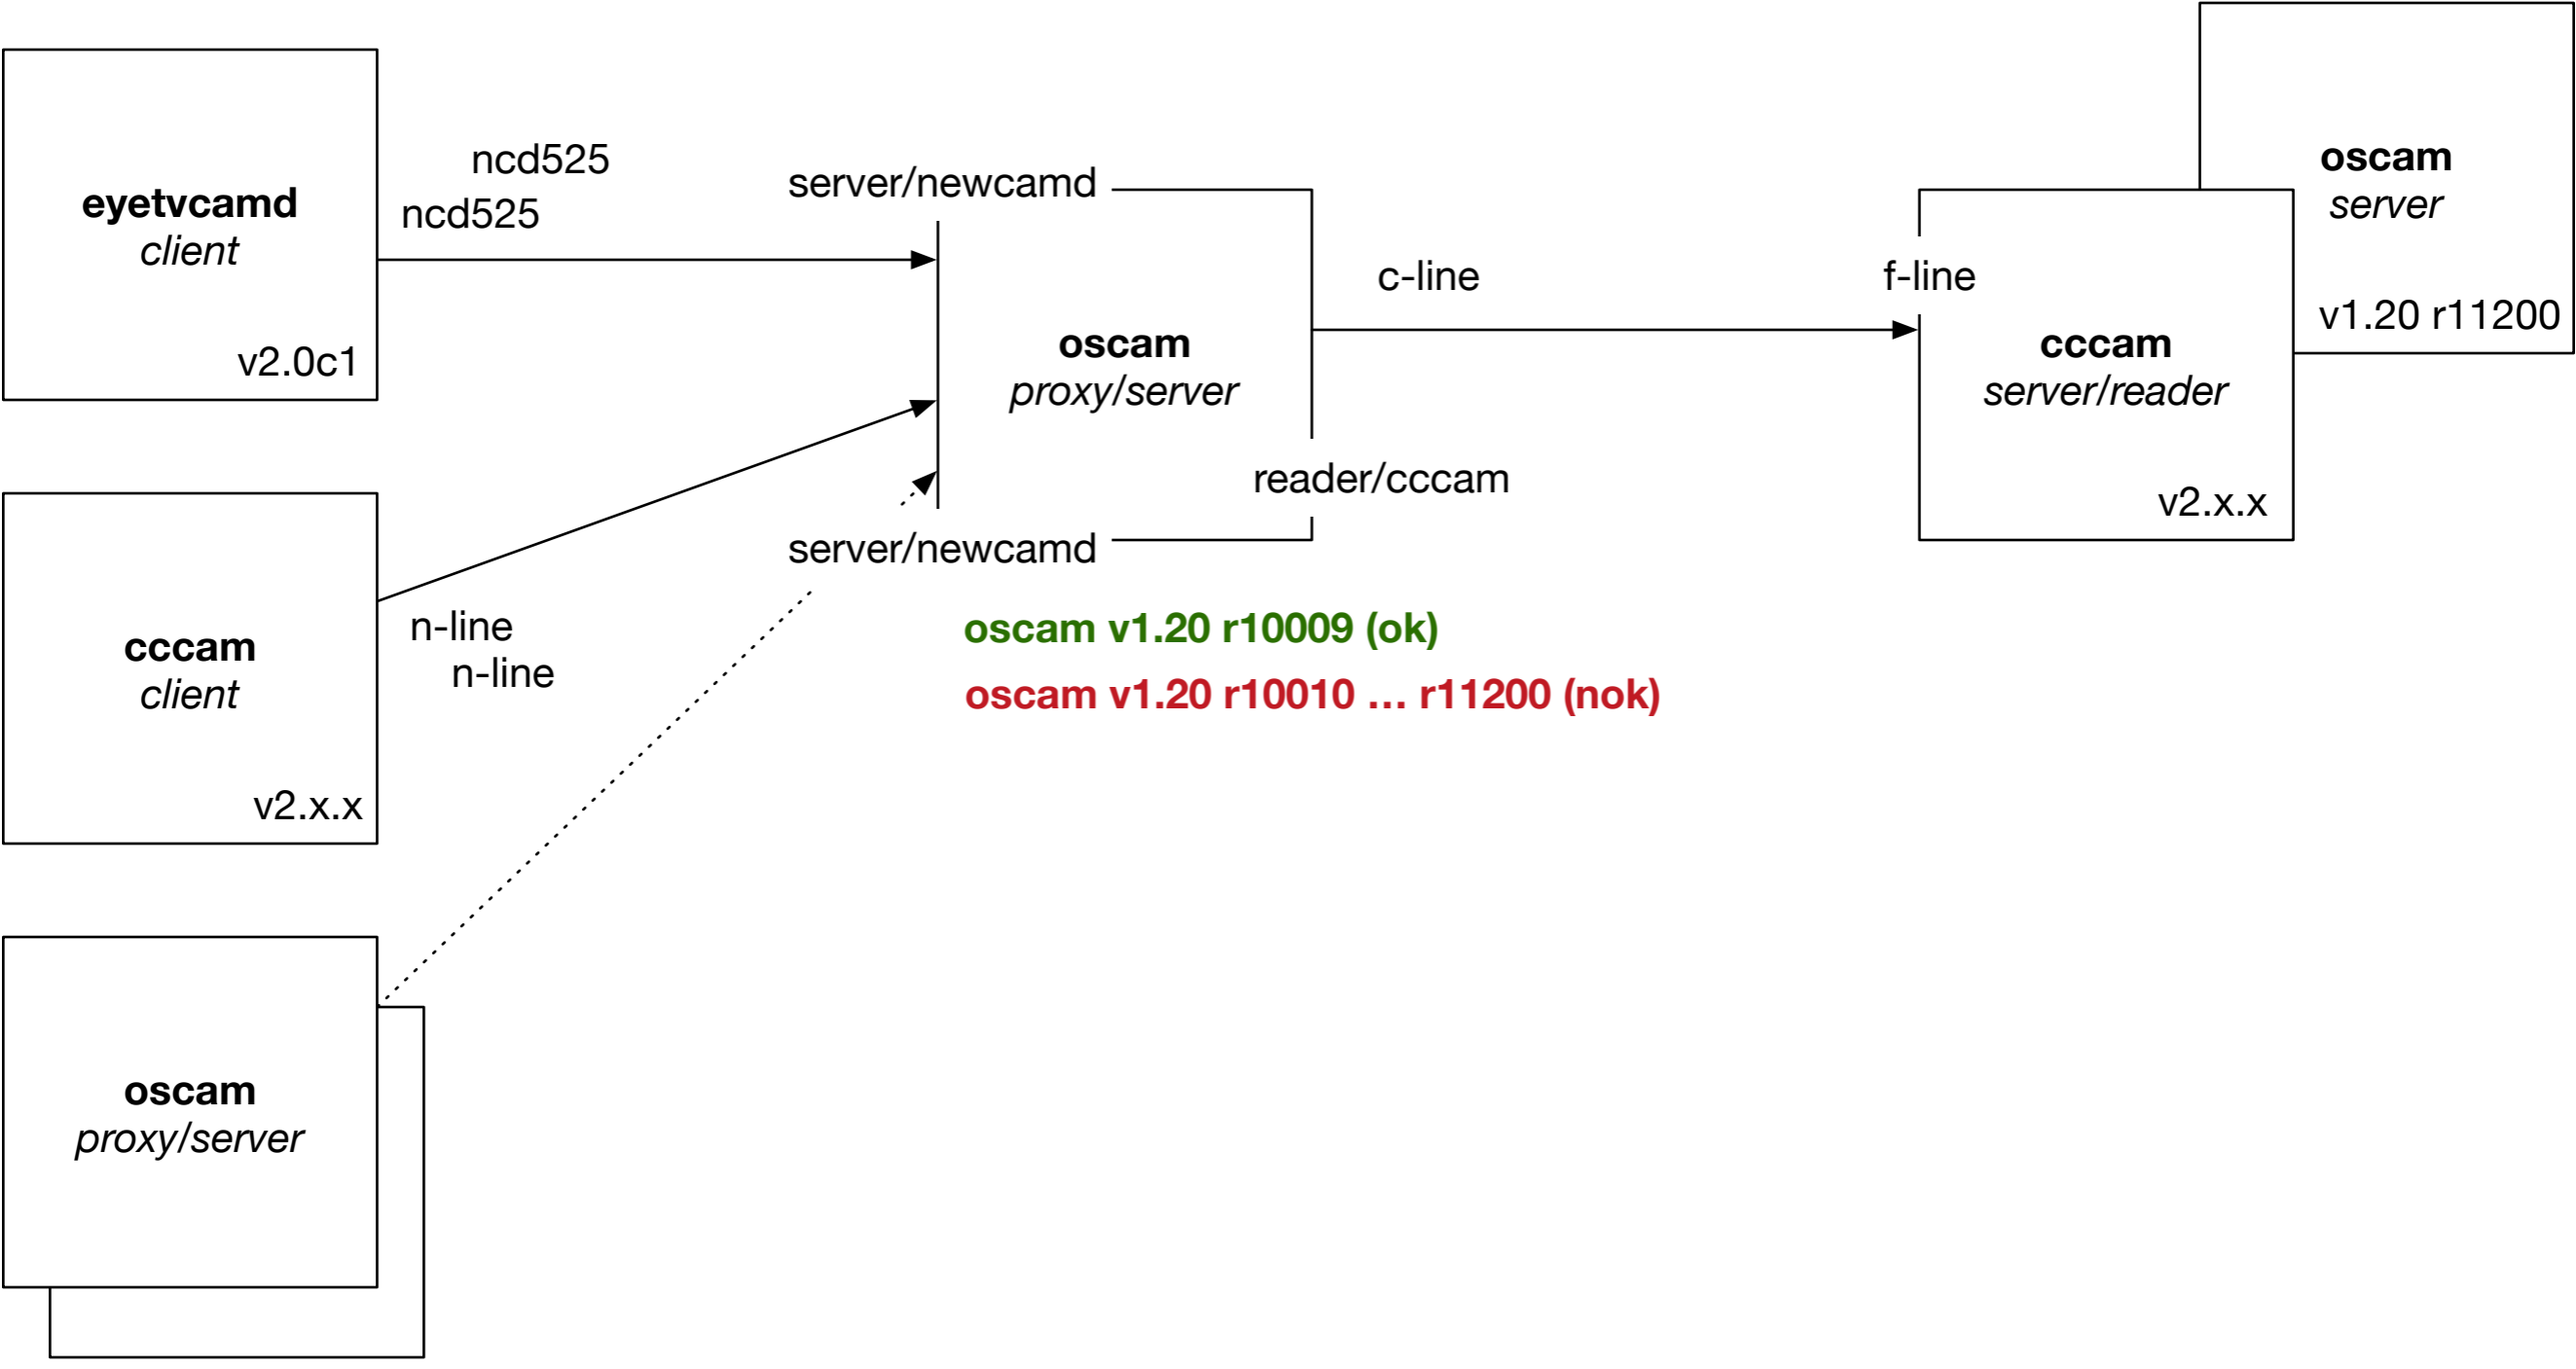 eyetvcamd
client
v2.0c1
ncd525
ncd525
server/newcamd
oscam
proxy/server
reader/cccam
server/newcamd
c-line
f-line
cccam
server/reader
v2.x.x
oscam
server
v1.20 r11200
cccam
client
v2.x.x
n-line
n-line
oscam v1.20 r10009 (ok)
oscam v1.20 r10010 ... r11200 (nok)
oscam
proxy/server